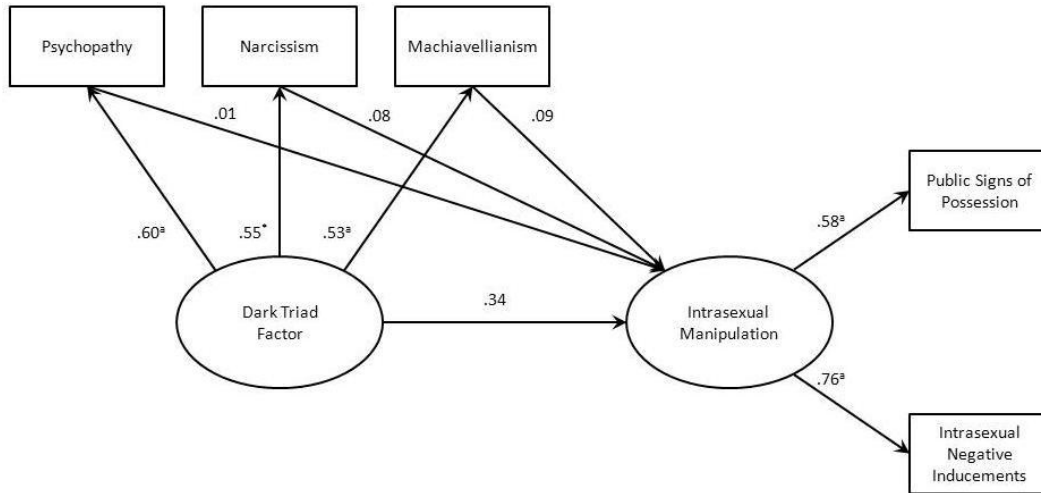 Psychopathy
Narcissism
Machiavellianism
.01
.08
.09
Public Signs of
Possession
.60ᵃ
.55*
.53ᵃ
.58ᵃ
Dark Triad
Factor
.34
Intrasexual
Manipulation
.76ᵃ
Intrasexual
Negative
Inducements